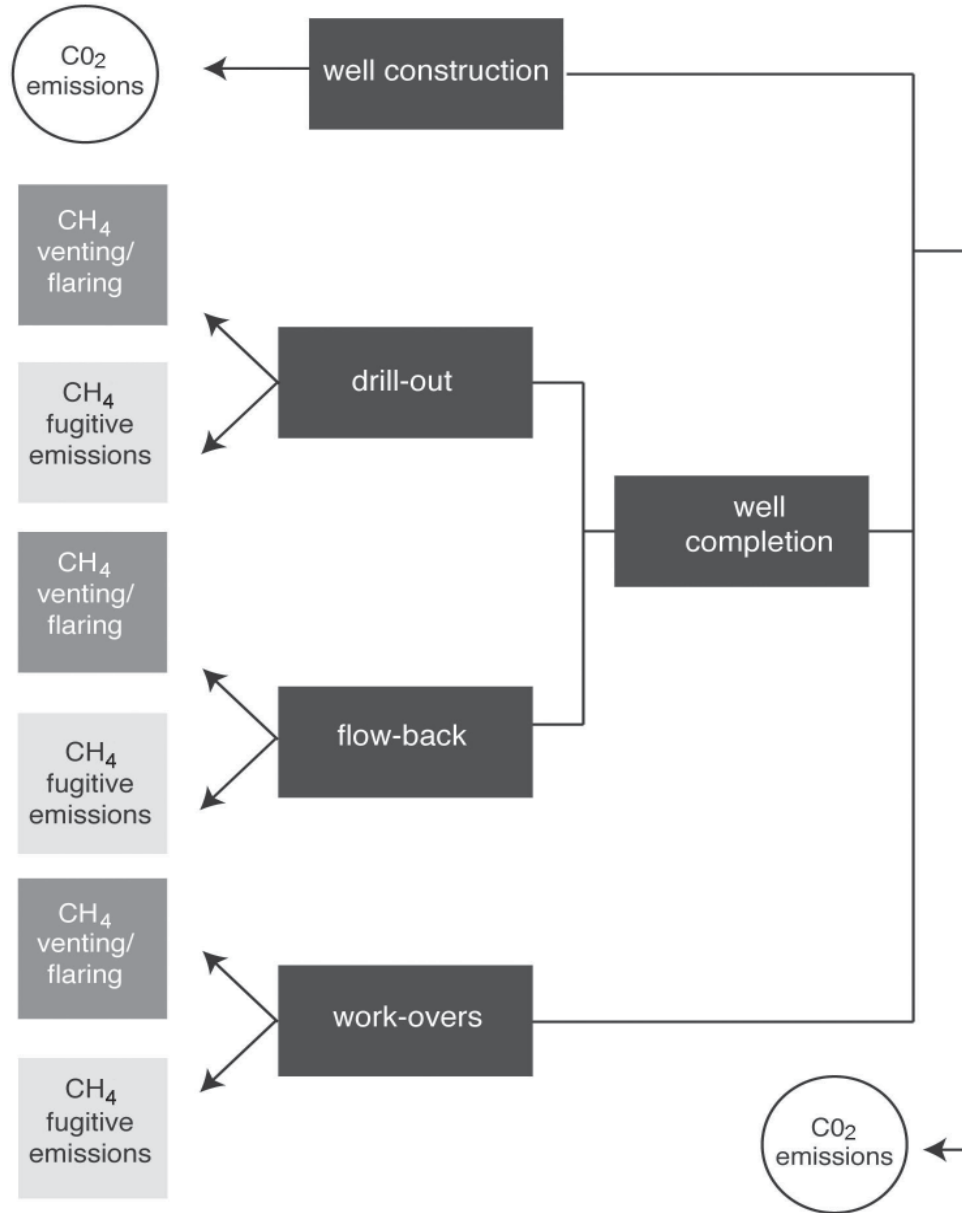 C0₂
emissions
well construction
CH₄
venting/
flaring
CH₄
fugitive
emissions
drill-out
well
completion
CH₄
venting/
flaring
CH₄
fugitive
emissions
flow-back
CH₄
venting/
flaring
CH₄
fugitive
emissions
work-overs
C0₂
emissions